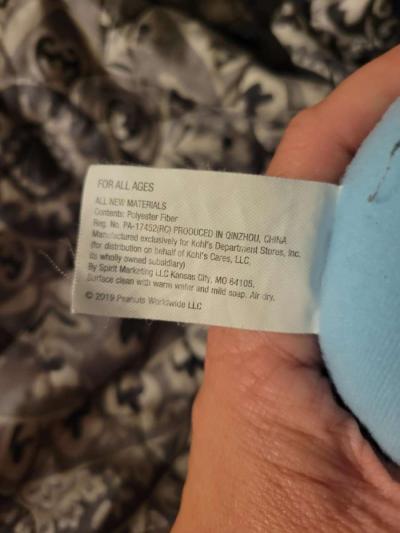 FOR ALL AGES
ALL NEW MATERIALS
Contents: Polyester Fiber
Reg. No. PA-17452(RC) PRODUCED IN QINZHOU, CHINA
Manufactured exclusively for Kohl's Department Stores, Inc.
(for distribution on behalf of Kohl's Cares, LLC,
its wholly owned subsidiary)
By Spirit Marketing LLC Kansas City, MO 64105.
Surface clean with warm water and mild soap. Air dry.
© 2019 Peanuts Worldwide LLC